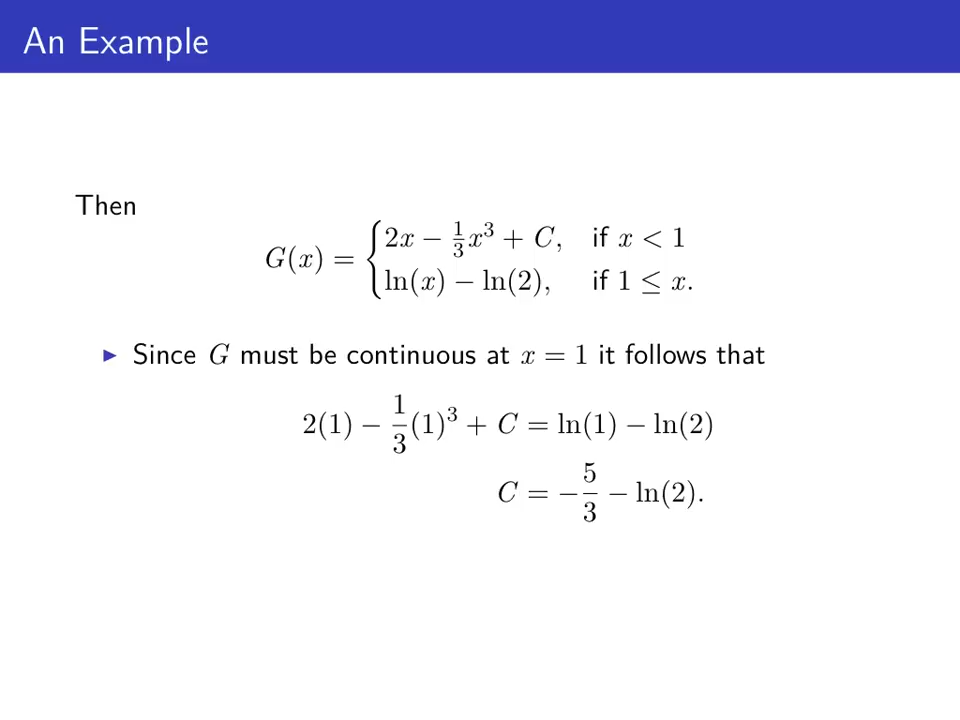 An Example
Then
G(x) = { 2x − 1/3 x³ + C, if x < 1
ln(x) − ln(2), if 1 ≤ x.
▶ Since G must be continuous at x = 1 it follows that
2(1) − 1/3 (1)³ + C = ln(1) − ln(2)
C = −5/3 − ln(2).